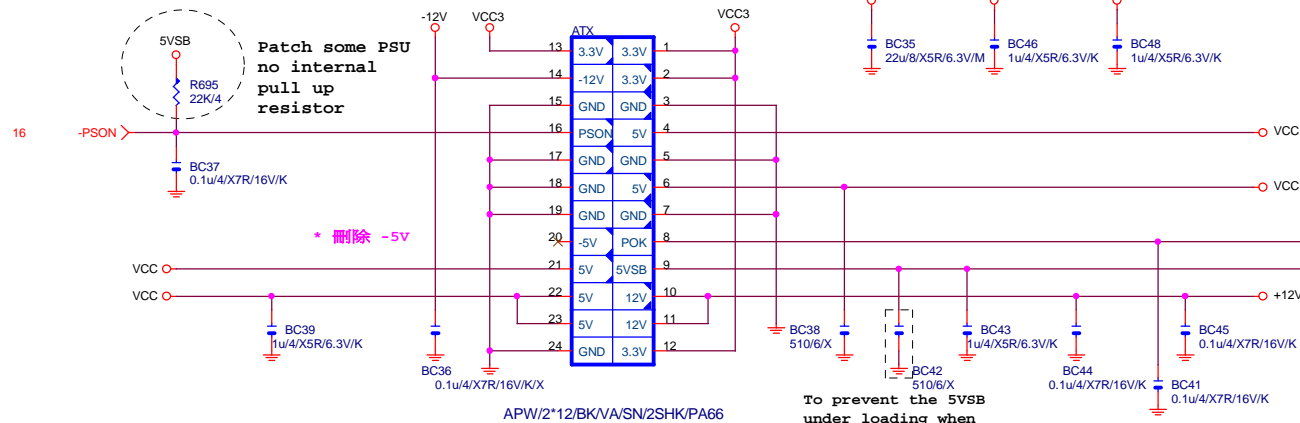 -12V
VCC3
VCC3
ATX
5VSB
R695
22K/4
Patch some PSU
no internal
pull up
resistor
BC35
22u/8/X5R/6.3V/M
BC46
1u/4/X5R/6.3V/K
BC48
1u/4/X5R/6.3V/K
13 3.3V 3.3V 1
14 -12V 3.3V 2
15 GND GND 3
16 -PSON 16 PSON 5V 4 VCC
17 GND GND 5
18 GND 5V 6 VCC
19 GND GND 7
20 -5V POK 8
VCC 21 5V 5VSB 9
VCC 22 5V 12V 10 +12V
23 5V 12V 11
24 GND 3.3V 12
BC37
0.1u/4/X7R/16V/K
* 刪除 -5V
BC39
1u/4/X5R/6.3V/K
BC36
0.1u/4/X7R/16V/K/X
BC38
510/6/X
BC42
510/6/X
BC43
1u/4/X5R/6.3V/K
BC44
0.1u/4/X7R/16V/K
BC45
0.1u/4/X7R/16V/K
BC41
0.1u/4/X7R/16V/K
APW/2*12/BK/VA/SN/2SHK/PA66
To prevent the 5VSB
under loading when